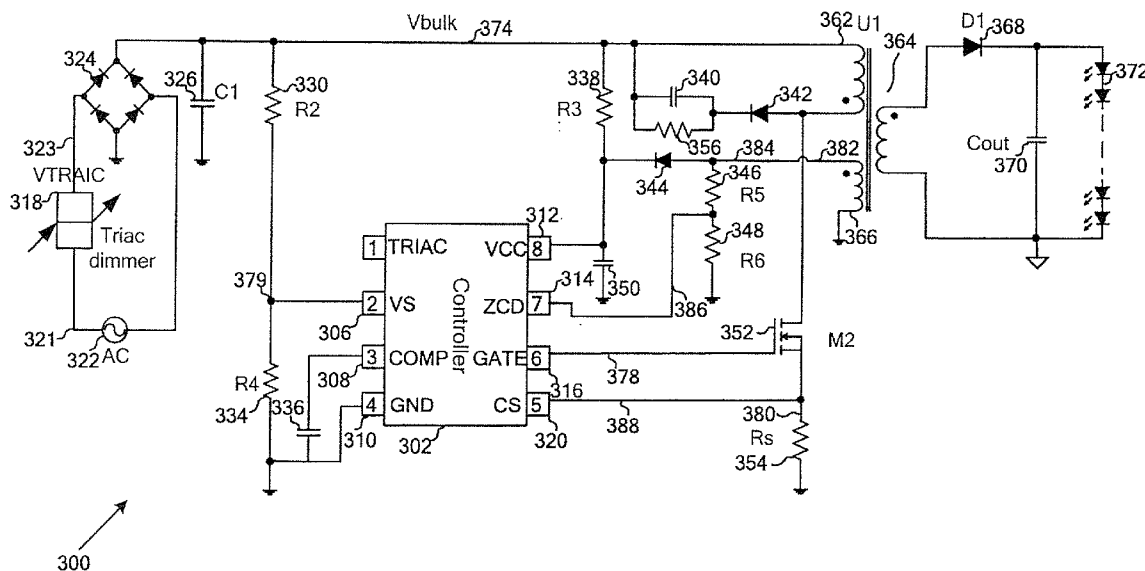 Vbulk
374
362
U1
364
D1
368
324
326
C1
330
R2
338
R3
340
342
356
384
382
372
Cout
370
323
VTRAIC
318
Triac
dimmer
344
346
R5
348
R6
366
312
1
TRIAC
VCC
8
314
350
379
2
VS
306
Controller
ZCD
7
386
352
M2
321
322
AC
3
COMP
308
GATE
6
316
378
R4
334
336
4
GND
310
302
CS
5
320
388
380
Rs
354
300